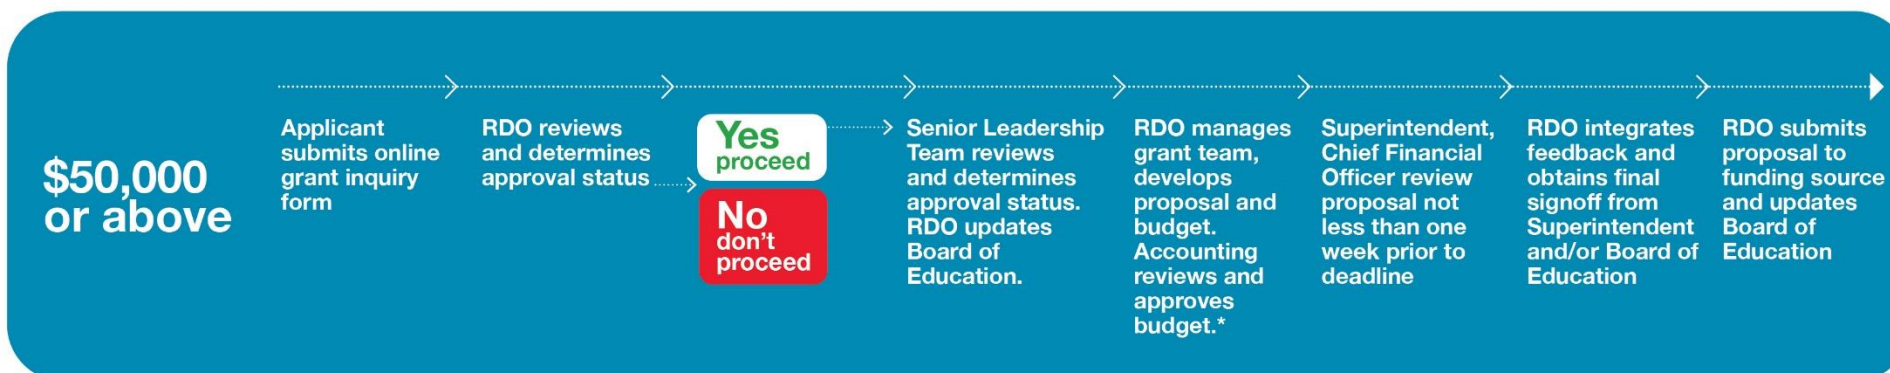 $50,000
or above
Applicant
submits online
grant inquiry
form
RDO reviews
and determines
approval status
Yes
proceed
No
don't
proceed
Senior Leadership
Team reviews
and determines
approval status.
RDO updates
Board of
Education.
RDO manages
grant team,
develops
proposal and
budget.
Accounting
reviews and
approves
budget.*
Superintendent,
Chief Financial
Officer review
proposal not
less than one
week prior to
deadline
RDO integrates
feedback and
obtains final
signoff from
Superintendent
and/or Board of
Education
RDO submits
proposal to
funding source
and updates
Board of
Education